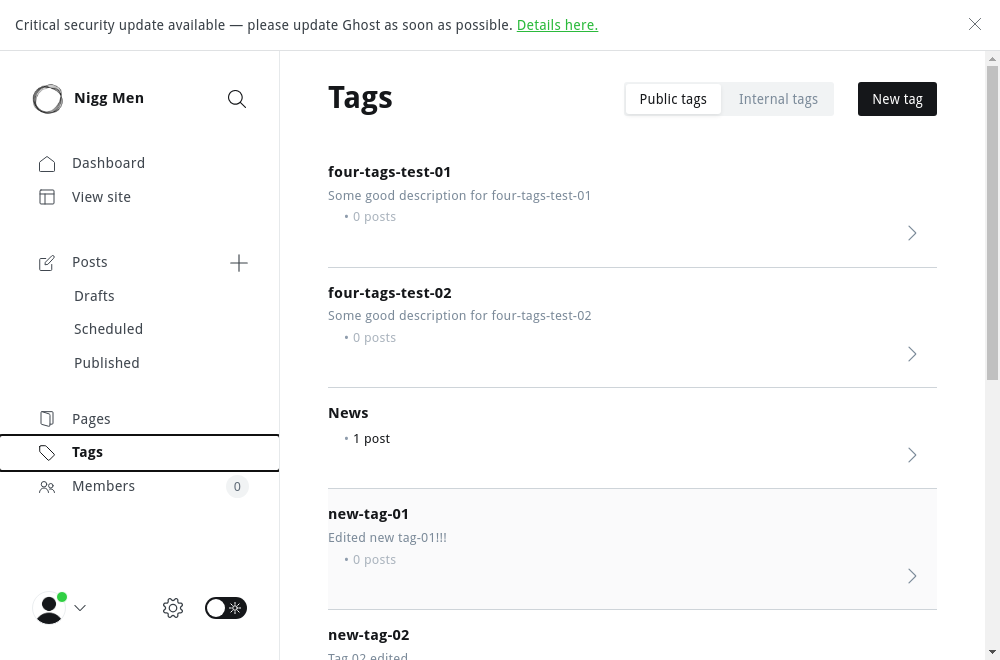 Critical security update available — please update Ghost as soon as possible. Details here.
Nigg Men
Dashboard
View site
Posts
Drafts
Scheduled
Published
Pages
Tags
Members
0
Tags
Public tags
Internal tags
New tag
four-tags-test-01
Some good description for four-tags-test-01
• 0 posts
four-tags-test-02
Some good description for four-tags-test-02
• 0 posts
News
• 1 post
new-tag-01
Edited new tag-01!!!
• 0 posts
new-tag-02
Tag 02 edited